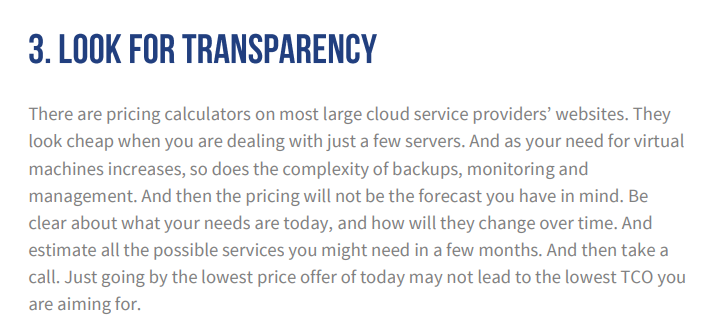 3. LOOK FOR TRANSPARENCY
There are pricing calculators on most large cloud service providers’ websites. They
look cheap when you are dealing with just a few servers. And as your need for virtual
machines increases, so does the complexity of backups, monitoring and
management. And then the pricing will not be the forecast you have in mind. Be
clear about what your needs are today, and how will they change over time. And
estimate all the possible services you might need in a few months. And then take a
call. Just going by the lowest price offer of today may not lead to the lowest TCO you
are aiming for.